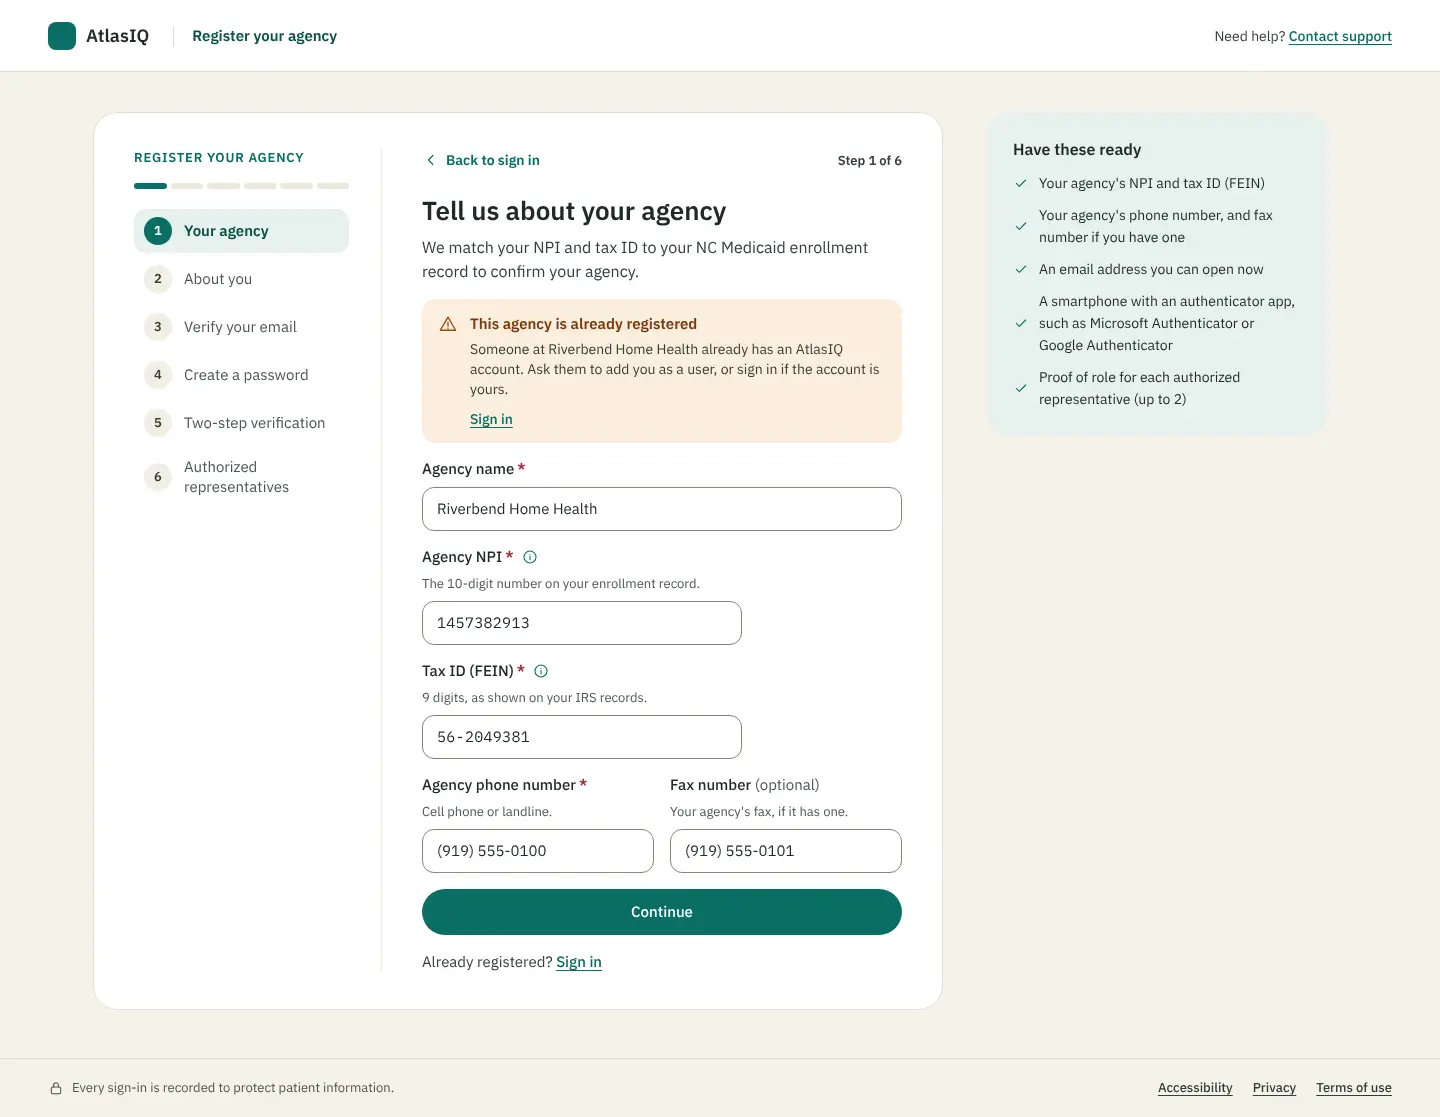 AtlasIQ
Register your agency
Need help? Contact support
REGISTER YOUR AGENCY
1 Your agency
2 About you
3 Verify your email
4 Create a password
5 Two-step verification
6 Authorized
representatives
Back to sign in
Step 1 of 6
Tell us about your agency
We match your NPI and tax ID to your NC Medicaid enrollment
record to confirm your agency.
This agency is already registered
Someone at Riverbend Home Health already has an AtlasIQ
account. Ask them to add you as a user, or sign in if the account is
yours.
Sign in
Agency name *
Riverbend Home Health
Agency NPI *
The 10-digit number on your enrollment record.
1457382913
Tax ID (FEIN) *
9 digits, as shown on your IRS records.
56-2049381
Agency phone number *
Cell phone or landline.
(919) 555-0100
Fax number (optional)
Your agency's fax, if it has one.
(919) 555-0101
Continue
Already registered? Sign in
Have these ready
Your agency's NPI and tax ID (FEIN)
Your agency's phone number, and fax
number if you have one
An email address you can open now
A smartphone with an authenticator app,
such as Microsoft Authenticator or
Google Authenticator
Proof of role for each authorized
representative (up to 2)
Every sign-in is recorded to protect patient information.
Accessibility
Privacy
Terms of use